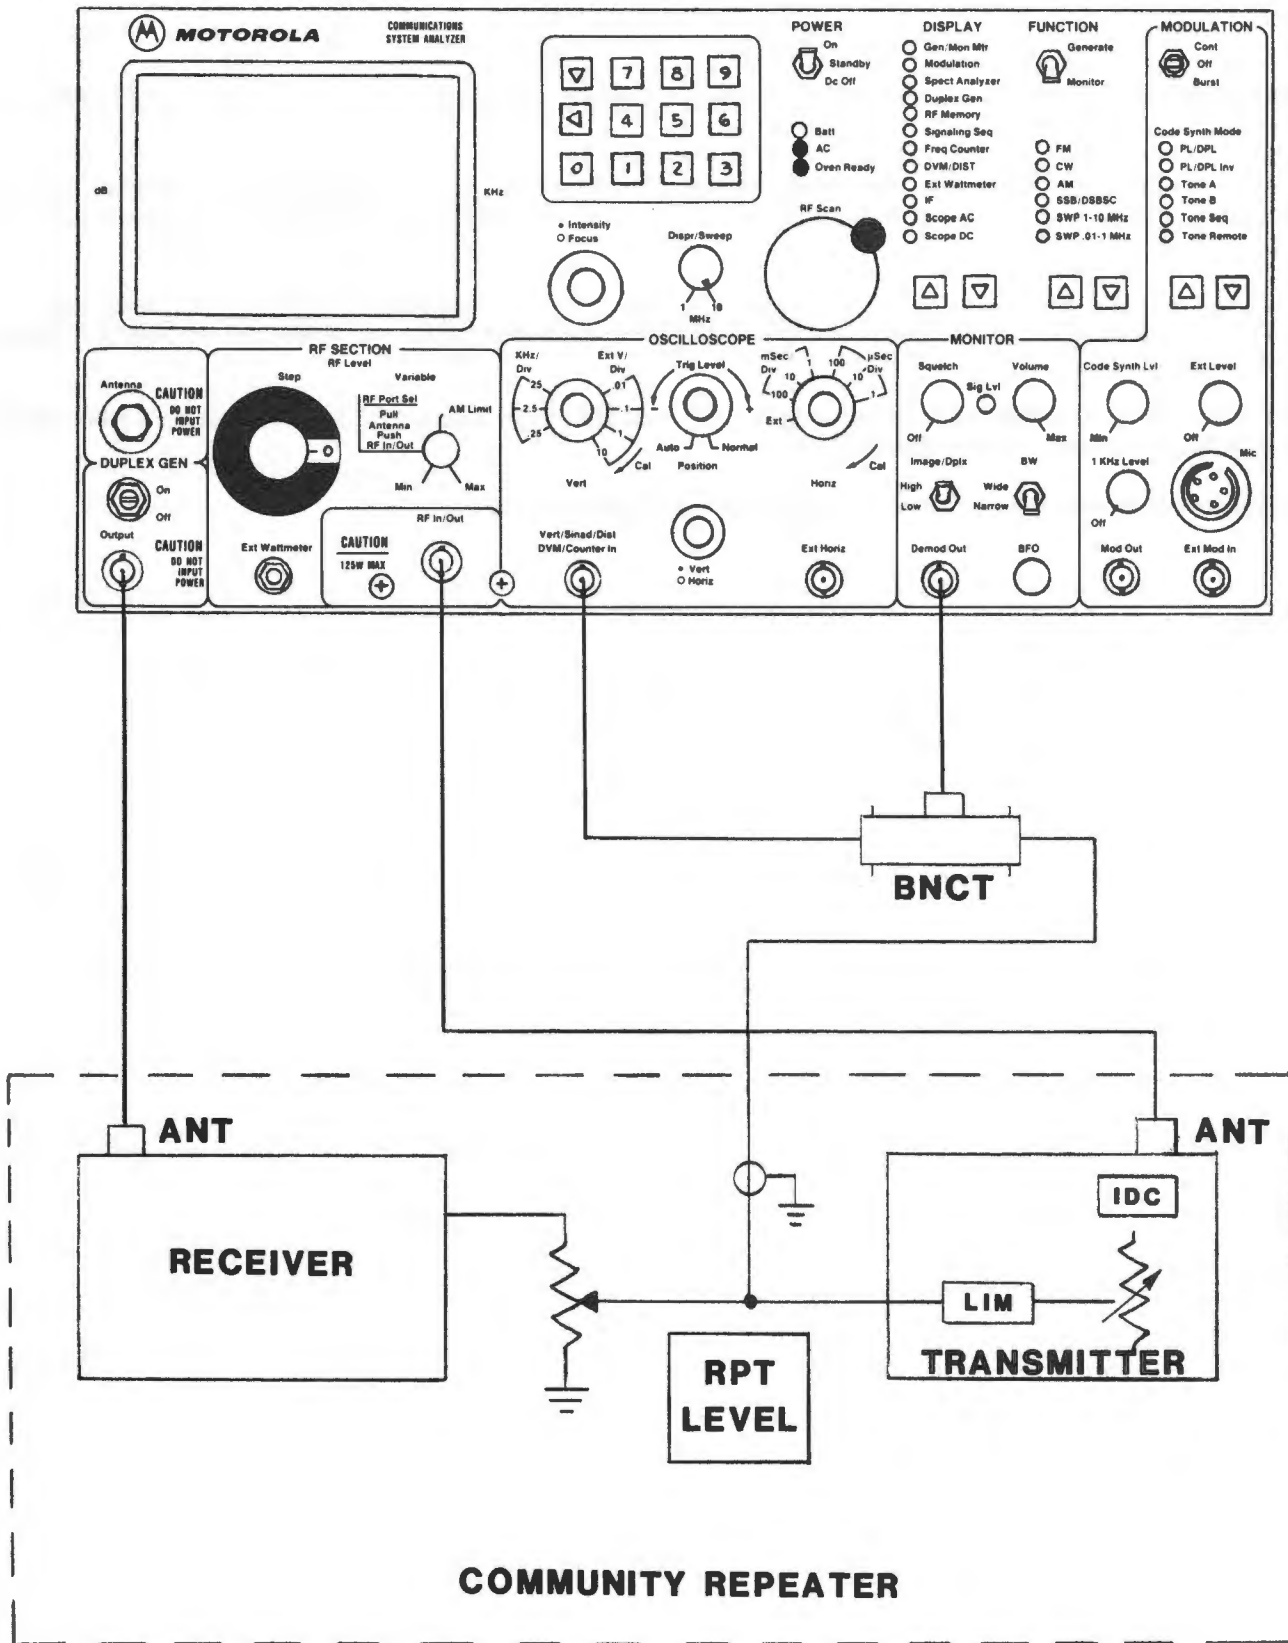 MOTOROLA
COMMUNICATIONS
SYSTEM ANALYZER
dB
KHz
7 8 9
4 5 6
0 1 2 3
• Intensity
○ Focus
Dispr/Sweep
1 10
MHz
POWER
On
Standby
Dc Off
Batt
AC
Oven Ready
RF Scan
DISPLAY
Gen/Mon Mtr
Modulation
Spect Analyzer
Duplex Gen
RF Memory
Signaling Seq
Freq Counter
DVM/DIST
Ext Wattmeter
IF
Scope AC
Scope DC
FUNCTION
Generate
Monitor
FM
CW
AM
SSB/DSBSC
SWP 1-10 MHz
SWP .01-1 MHz
MODULATION
Cont
Off
Burst
Code Synth Mode
PL/DPL
PL/DPL Inv
Tone A
Tone B
Tone Seq
Tone Remote
Antenna
CAUTION
DO NOT
INPUT
POWER
DUPLEX GEN
On
Off
Output
CAUTION
DO NOT
INPUT
POWER
RF SECTION
RF Level
Step
Variable
0
RF Port Sel
Pull
Antenna
Push
RF In/Out
AM Limit
Min
Max
Ext Wattmeter
CAUTION
125W MAX
RF In/Out
OSCILLOSCOPE
KHz/
Div
Ext V/
Div
.25
2.5
.25
.01
.1
1
10
Cal
Vert
Trig Level
-
+
Auto
Normal
Position
mSec
Div
µSec
Div
1
10
100
100
10
1
Ext
Cal
Horiz
Vert/Sinad/Dist
DVM/Counter In
• Vert
○ Horiz
Ext Horiz
MONITOR
Squelch
Sig Lvl
Volume
Off
Max
Image/Dplx
High
Low
BW
Wide
Narrow
Demod Out
BFO
Code Synth Lvl
Ext Level
Min
Off
1 KHz Level
Off
Mic
Mod Out
Ext Mod In
BNCT
ANT
RECEIVER
RPT
LEVEL
ANT
IDC
LIM
TRANSMITTER
COMMUNITY REPEATER